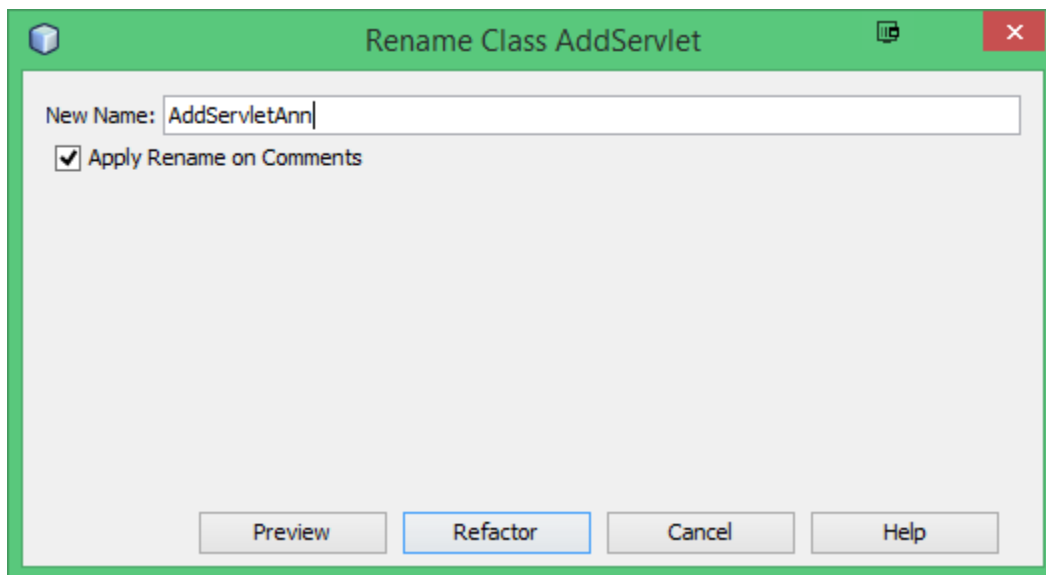 Rename Class AddServlet
New Name: AddServletAnn
Apply Rename on Comments
Preview Refactor Cancel Help